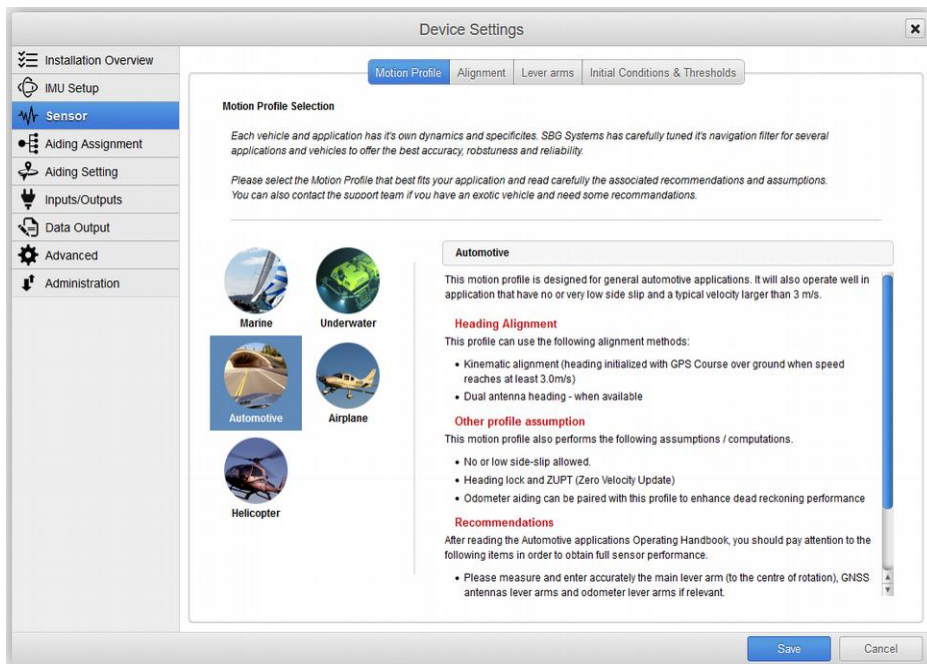 Device Settings
Installation Overview
IMU Setup
Sensor
Aiding Assignment
Aiding Setting
Inputs/Outputs
Data Output
Advanced
Administration
Motion Profile
Alignment
Lever arms
Initial Conditions & Thresholds
Motion Profile Selection
Each vehicle and application has it's own dynamics and specificites. SBG Systems has carefully tuned it's navigation filter for several
applications and vehicles to offer the best accuracy, robstuness and reliability.
Please select the Motion Profile that best fits your application and read carefully the associated recommendations and assumptions.
You can also contact the support team if you have an exotic vehicle and need some recommandations.
Marine
Underwater
Automotive
Airplane
Helicopter
Automotive
This motion profile is designed for general automotive applications. It will also operate well in
application that have no or very low side slip and a typical velocity larger than 3 m/s.
Heading Alignment
This profile can use the following alignment methods:
• Kinematic alignment (heading initialized with GPS Course over ground when speed
reaches at least 3.0m/s)
• Dual antenna heading - when available
Other profile assumption
This motion profile also performs the following assumptions / computations.
• No or low side-slip allowed.
• Heading lock and ZUPT (Zero Velocity Update)
• Odometer aiding can be paired with this profile to enhance dead reckoning performance
Recommendations
After reading the Automotive applications Operating Handbook, you should pay attention to the
following items in order to obtain full sensor performance.
• Please measure and enter accurately the main lever arm (to the centre of rotation), GNSS
antennas lever arms and odometer lever arms if relevant.
Save
Cancel